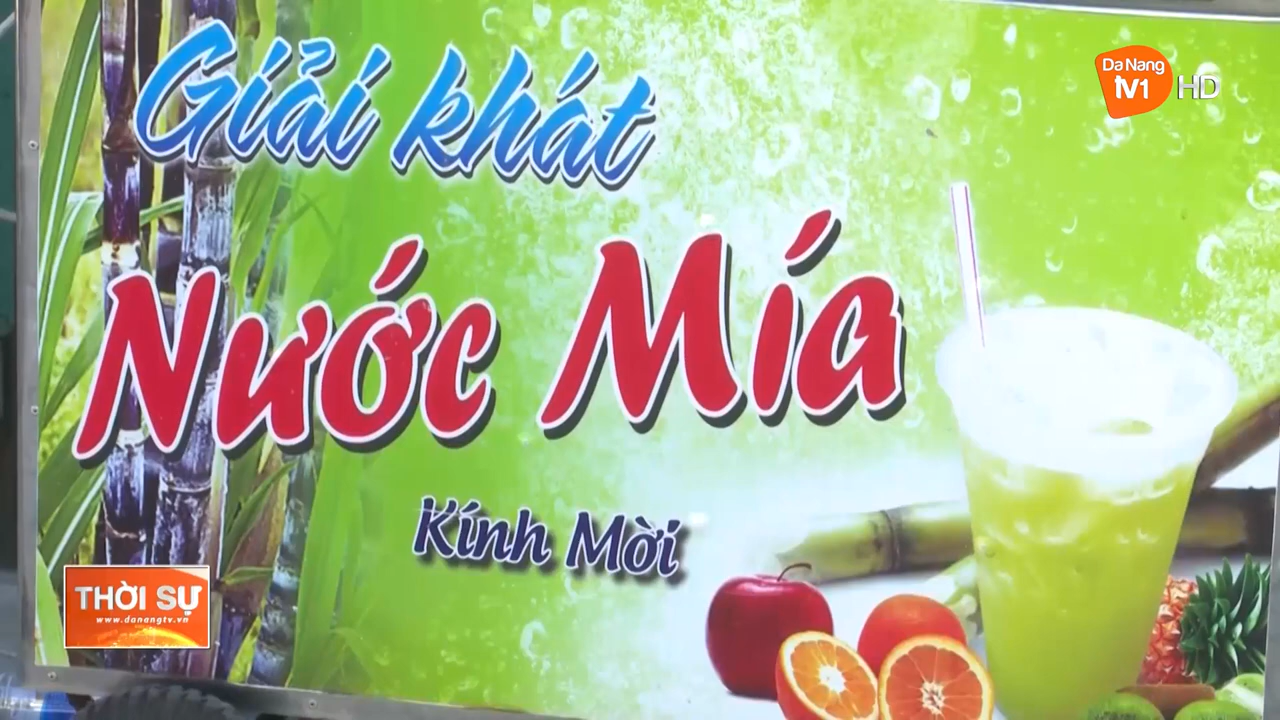 Giải khát
Nước Mía
Kính Mời
Da Nang
TV1 HD
THỜI SỰ
www.danangtv.vn